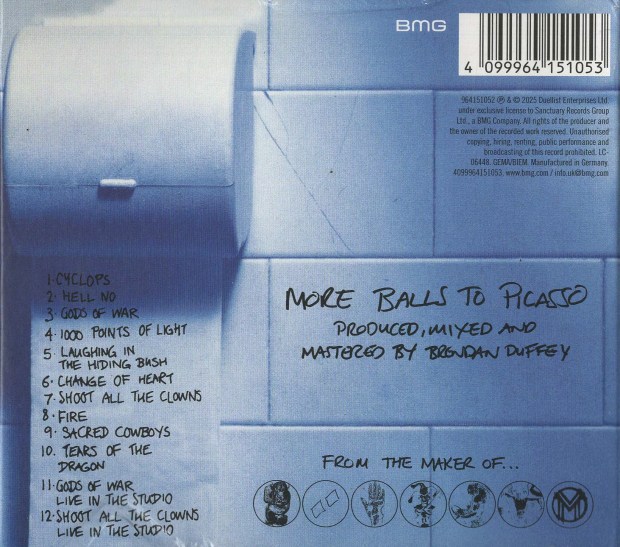 BMG
4 099964 151053
964151052 ℗ & © 2025 Duellist Enterprises Ltd.
under exclusive license to Sanctuary Records Group
Ltd., a BMG Company. All rights of the producer and
the owner of the recorded work reserved. Unauthorised
copying, hiring, renting, public performance and
broadcasting of this record prohibited. LC-
06448. GEMA/BIEM. Manufactured in Germany.
4099964151053. www.bmg.com / info.uk@bmg.com
1· CYCLOPS
2· HELL NO
3· GODS OF WAR
4· 1000 POINTS OF LIGHT
5· LAUGHING IN
THE HIDING BUSH
6· CHANGE OF HEART
7· SHOOT ALL THE CLOWNS
8· FIRE
9· SACRED COWBOYS
10. TEARS OF THE
DRAGON
11· GODS OF WAR
LIVE IN THE STUDIO
12· SHOOT ALL THE CLOWNS
LIVE IN THE STUDIO
MORE BALLS TO PICASSO
PRODUCED, MIXED AND
MASTERED BY BRENDAN DUFFEY
FROM THE MAKER OF...